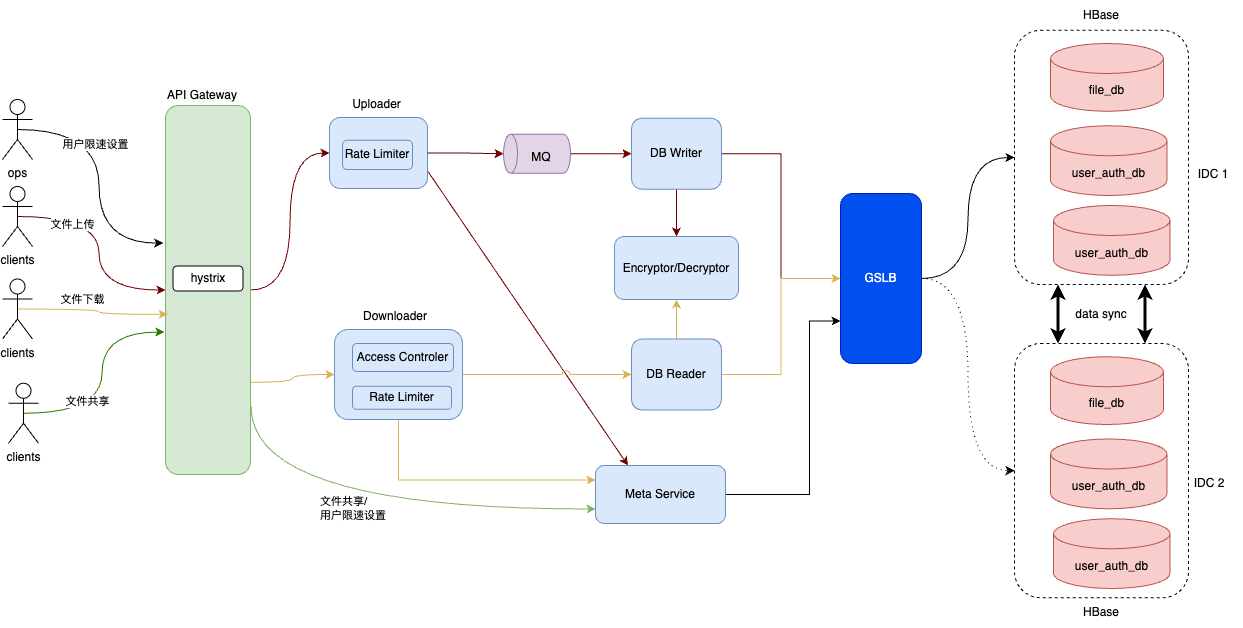 HBase
file_db
user_auth_db
user_auth_db
IDC 1
API Gateway
Uploader
Rate Limiter
MQ
DB Writer
用户限速设置
ops
文件上传
clients
hystrix
Encryptor/Decryptor
GSLB
文件下载
clients
data sync
Downloader
Access Controler
Rate Limiter
DB Reader
文件共享
clients
文件共享/
用户限速设置
Meta Service
file_db
user_auth_db
user_auth_db
IDC 2
HBase